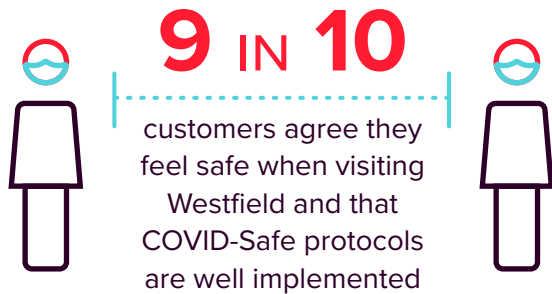 9 IN 10
customers agree they
feel safe when visiting
Westfield and that
COVID-Safe protocols
are well implemented